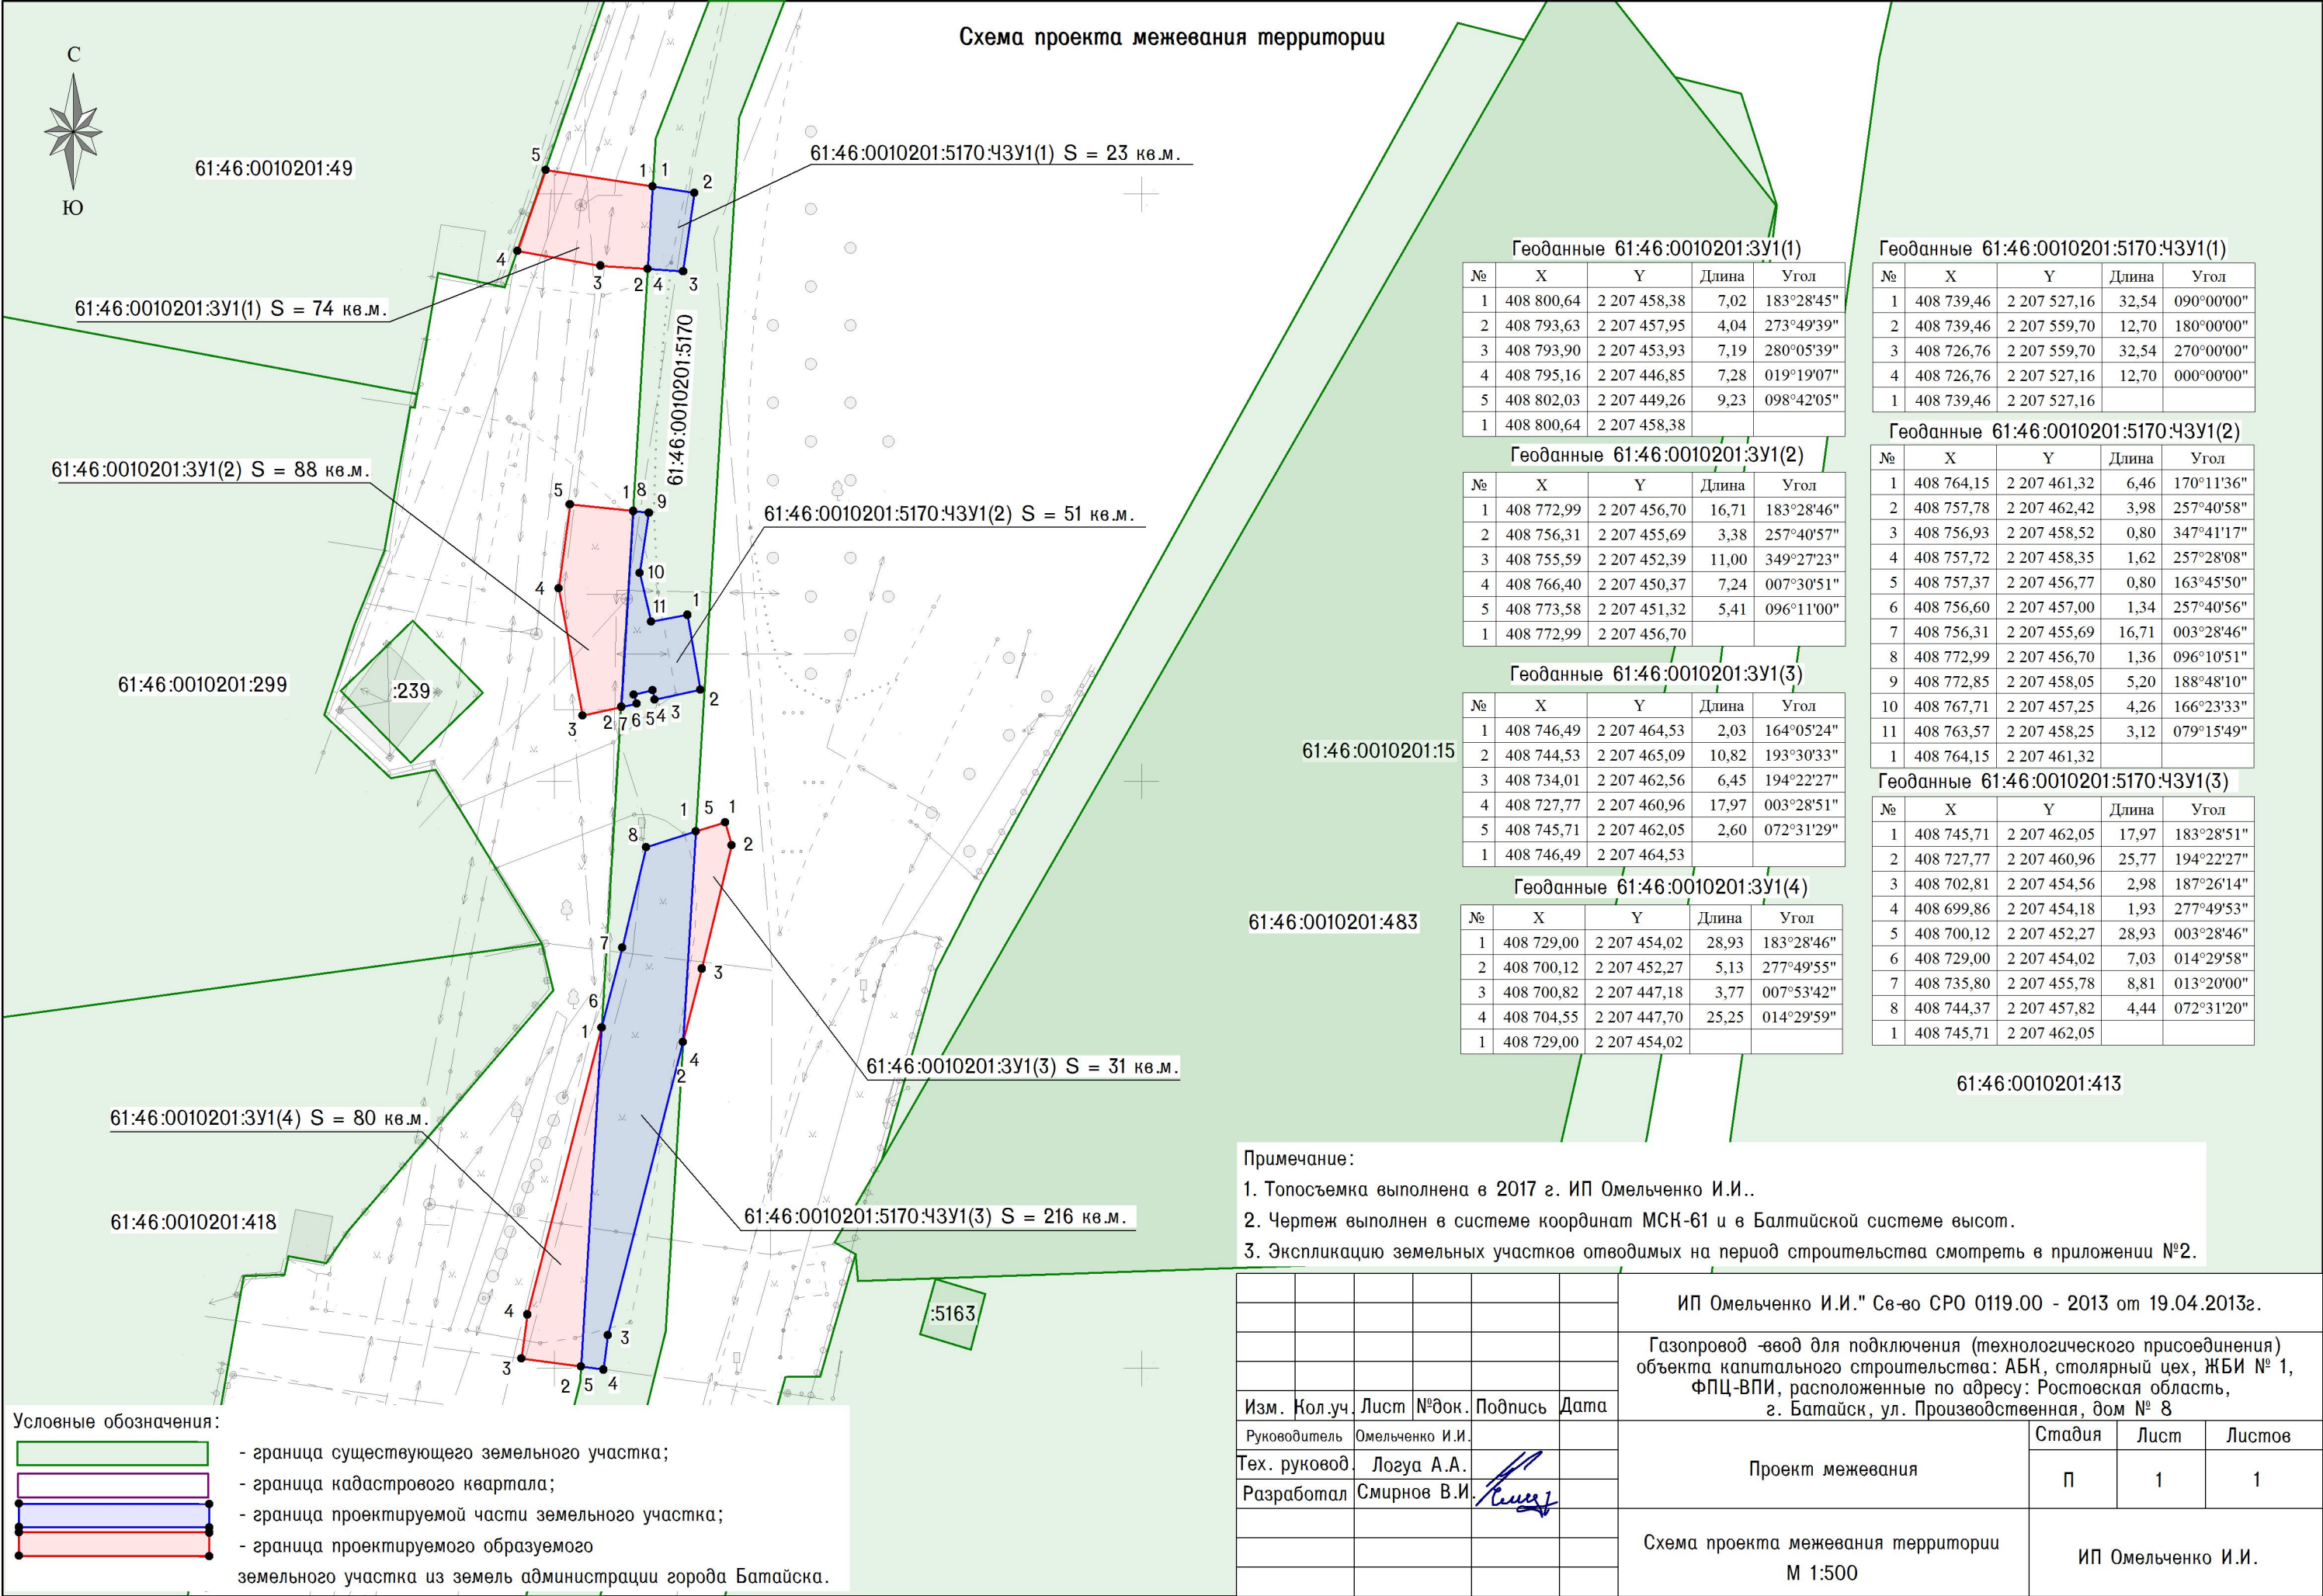 Схема проекта межевания территории
С
Ю
61:46:0010201:49
61:46:0010201:5170:ЧЗУ1(1) S = 23 кв.м.
5
1 1
2
4
3
2 4 3
61:46:0010201:ЗУ1(1) S = 74 кв.м.
61:46:0010201:5170
61:46:0010201:ЗУ1(2) S = 88 кв.м.
5
1 8
9
61:46:0010201:5170:ЧЗУ1(2) S = 51 кв.м.
4
10
11
1
61:46:0010201:299
:239
3
2 7 6 5 4 3
2
61:46:0010201:15
1 5 1
8
2
61:46:0010201:483
7
3
6
1
4
2
61:46:0010201:ЗУ1(3) S = 31 кв.м.
61:46:0010201:413
61:46:0010201:ЗУ1(4) S = 80 кв.м.
61:46:0010201:418
61:46:0010201:5170:ЧЗУ1(3) S = 216 кв.м.
4
3
:5163
3
2 5 4
Геоданные 61:46:0010201:ЗУ1(1)
№ X Y Длина Угол
1 408 800,64 2 207 458,38 7,02 183°28'45"
2 408 793,63 2 207 457,95 4,04 273°49'39"
3 408 793,90 2 207 453,93 7,19 280°05'39"
4 408 795,16 2 207 446,85 7,28 019°19'07"
5 408 802,03 2 207 449,26 9,23 098°42'05"
1 408 800,64 2 207 458,38
Геоданные 61:46:0010201:ЗУ1(2)
№ X Y Длина Угол
1 408 772,99 2 207 456,70 16,71 183°28'46"
2 408 756,31 2 207 455,69 3,38 257°40'57"
3 408 755,59 2 207 452,39 11,00 349°27'23"
4 408 766,40 2 207 450,37 7,24 007°30'51"
5 408 773,58 2 207 451,32 5,41 096°11'00"
1 408 772,99 2 207 456,70
Геоданные 61:46:0010201:ЗУ1(3)
№ X Y Длина Угол
1 408 746,49 2 207 464,53 2,03 164°05'24"
2 408 744,53 2 207 465,09 10,82 193°30'33"
3 408 734,01 2 207 462,56 6,45 194°22'27"
4 408 727,77 2 207 460,96 17,97 003°28'51"
5 408 745,71 2 207 462,05 2,60 072°31'29"
1 408 746,49 2 207 464,53
Геоданные 61:46:0010201:ЗУ1(4)
№ X Y Длина Угол
1 408 729,00 2 207 454,02 28,93 183°28'46"
2 408 700,12 2 207 452,27 5,13 277°49'55"
3 408 700,82 2 207 447,18 3,77 007°53'42"
4 408 704,55 2 207 447,70 25,25 014°29'59"
1 408 729,00 2 207 454,02
Геоданные 61:46:0010201:5170:ЧЗУ1(1)
№ X Y Длина Угол
1 408 739,46 2 207 527,16 32,54 090°00'00"
2 408 739,46 2 207 559,70 12,70 180°00'00"
3 408 726,76 2 207 559,70 32,54 270°00'00"
4 408 726,76 2 207 527,16 12,70 000°00'00"
1 408 739,46 2 207 527,16
Геоданные 61:46:0010201:5170:ЧЗУ1(2)
№ X Y Длина Угол
1 408 764,15 2 207 461,32 6,46 170°11'36"
2 408 757,78 2 207 462,42 3,98 257°40'58"
3 408 756,93 2 207 458,52 0,80 347°41'17"
4 408 757,72 2 207 458,35 1,62 257°28'08"
5 408 757,37 2 207 456,77 0,80 163°45'50"
6 408 756,60 2 207 457,00 1,34 257°40'56"
7 408 756,31 2 207 455,69 16,71 003°28'46"
8 408 772,99 2 207 456,70 1,36 096°10'51"
9 408 772,85 2 207 458,05 5,20 188°48'10"
10 408 767,71 2 207 457,25 4,26 166°23'33"
11 408 763,57 2 207 458,25 3,12 079°15'49"
1 408 764,15 2 207 461,32
Геоданные 61:46:0010201:5170:ЧЗУ1(3)
№ X Y Длина Угол
1 408 745,71 2 207 462,05 17,97 183°28'51"
2 408 727,77 2 207 460,96 25,77 194°22'27"
3 408 702,81 2 207 454,56 2,98 187°26'14"
4 408 699,86 2 207 454,18 1,93 277°49'53"
5 408 700,12 2 207 452,27 28,93 003°28'46"
6 408 729,00 2 207 454,02 7,03 014°29'58"
7 408 735,80 2 207 455,78 8,81 013°20'00"
8 408 744,37 2 207 457,82 4,44 072°31'20"
1 408 745,71 2 207 462,05
Примечание:
1. Топосъемка выполнена в 2017 г. ИП Омельченко И.И..
2. Чертеж выполнен в системе координат МСК-61 и в Балтийской системе высот.
3. Экспликацию земельных участков отводимых на период строительства смотреть в приложении №2.
Условные обозначения:
- граница существующего земельного участка;
- граница кадастрового квартала;
- граница проектируемой части земельного участка;
- граница проектируемого образуемого
земельного участка из земель администрации города Батайска.
ИП Омельченко И.И." Св-во СРО 0119.00 - 2013 от 19.04.2013г.
Газопровод -ввод для подключения (технологического присоединения)
объекта капитального строительства: АБК, столярный цех, ЖБИ № 1,
ФПЦ-ВПИ, расположенные по адресу: Ростовская область,
г. Батайск, ул. Производственная, дом № 8
Изм. Кол.уч. Лист №док. Подпись Дата
Руководитель Омельченко И.И.
Тех. руковод. Логуа А.А.
Разработал Смирнов В.И.
Проект межевания
Стадия Лист Листов
П 1 1
Схема проекта межевания территории
М 1:500
ИП Омельченко И.И.